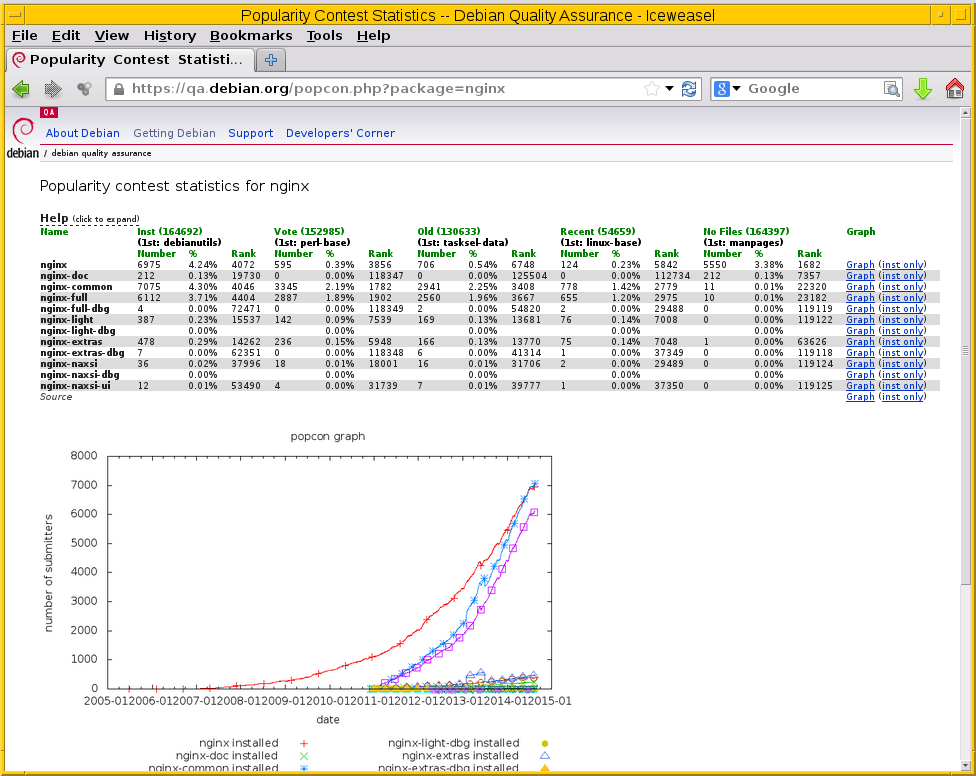 Popularity Contest Statistics -- Debian Quality Assurance - Iceweasel
File Edit View History Bookmarks Tools Help
Popularity Contest Statisti...
https://qa.debian.org/popcon.php?package=nginx Google
QA
About Debian Getting Debian Support Developers' Corner
debian / debian quality assurance
Popularity contest statistics for nginx
Help (click to expand)
Name Inst (164692) Vote (152985) Old (130633) Recent (54659) No Files (164397) Graph
(1st: debianutils) (1st: perl-base) (1st: tasksel-data) (1st: linux-base) (1st: manpages)
Number % Rank Number % Rank Number % Rank Number % Rank Number % Rank
nginx 6975 4.24% 4072 595 0.39% 3856 706 0.54% 6748 124 0.23% 5842 5550 3.38% 1682 Graph (inst only)
nginx-doc 212 0.13% 19730 0 0.00% 118347 0 0.00% 125504 0 0.00% 112734 212 0.13% 7357 Graph (inst only)
nginx-common 7075 4.30% 4046 3345 2.19% 1782 2941 2.25% 3408 778 1.42% 2779 11 0.01% 22320 Graph (inst only)
nginx-full 6112 3.71% 4404 2887 1.89% 1902 2560 1.96% 3667 655 1.20% 2975 10 0.01% 23182 Graph (inst only)
nginx-full-dbg 4 0.00% 72471 0 0.00% 118349 2 0.00% 54820 2 0.00% 29488 0 0.00% 119119 Graph (inst only)
nginx-light 387 0.23% 15537 142 0.09% 7539 169 0.13% 13681 76 0.14% 7008 0 0.00% 119122 Graph (inst only)
nginx-light-dbg 0.00% 0.00% 0.00% 0.00% 0.00% Graph (inst only)
nginx-extras 478 0.29% 14262 236 0.15% 5948 166 0.13% 13770 75 0.14% 7048 1 0.00% 63626 Graph (inst only)
nginx-extras-dbg 7 0.00% 62351 0 0.00% 118348 6 0.00% 41314 1 0.00% 37349 0 0.00% 119118 Graph (inst only)
nginx-naxsi 36 0.02% 37996 18 0.01% 18001 16 0.01% 31706 2 0.00% 29489 0 0.00% 119124 Graph (inst only)
nginx-naxsi-dbg 0.00% 0.00% 0.00% 0.00% 0.00% Graph (inst only)
nginx-naxsi-ui 12 0.01% 53490 4 0.00% 31739 7 0.01% 39777 1 0.00% 37350 0 0.00% 119125 Graph (inst only)
Source Graph (inst only)
popcon graph
8000
7000
6000
5000
4000
3000
2000
1000
0
number of submitters
2005-01 2006-01 2007-01 2008-01 2009-01 2010-01 2011-01 2012-01 2013-01 2014-01 2015-01
date
nginx installed nginx-light-dbg installed
nginx-doc installed nginx-extras installed
nginx-common installed nginx-extras-dbg installed